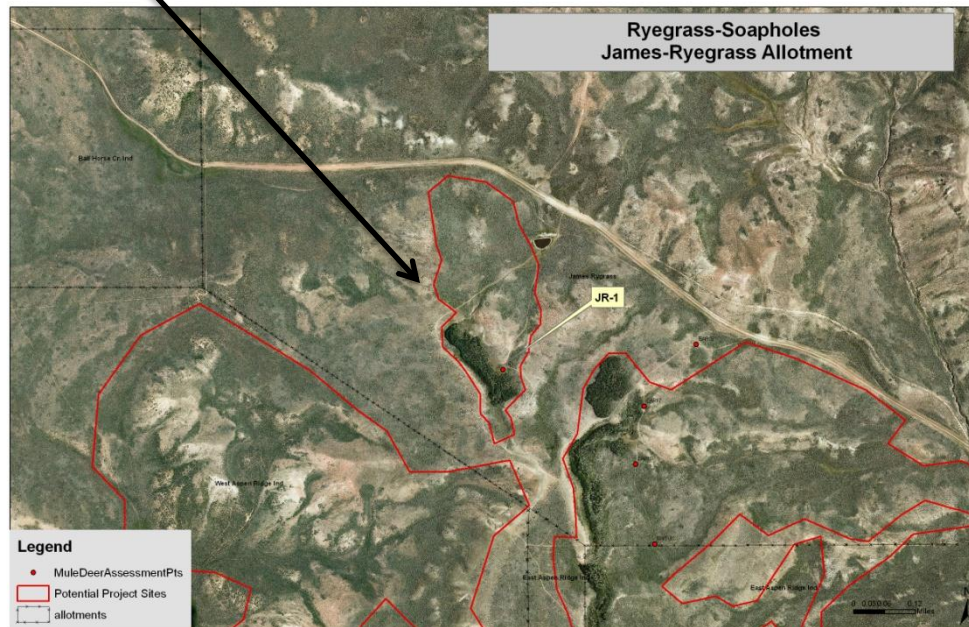 Ryegrass-Soapholes
James-Ryegrass Allotment
Ball Horse Cr. Ind
James Ryegrass
JR-1
West Aspen Ridge Ind
East Aspen Ridge Ind
East Aspen Ridge Ind
Legend
MuleDeerAssessmentPts
Potential Project Sites
allotments
Miles